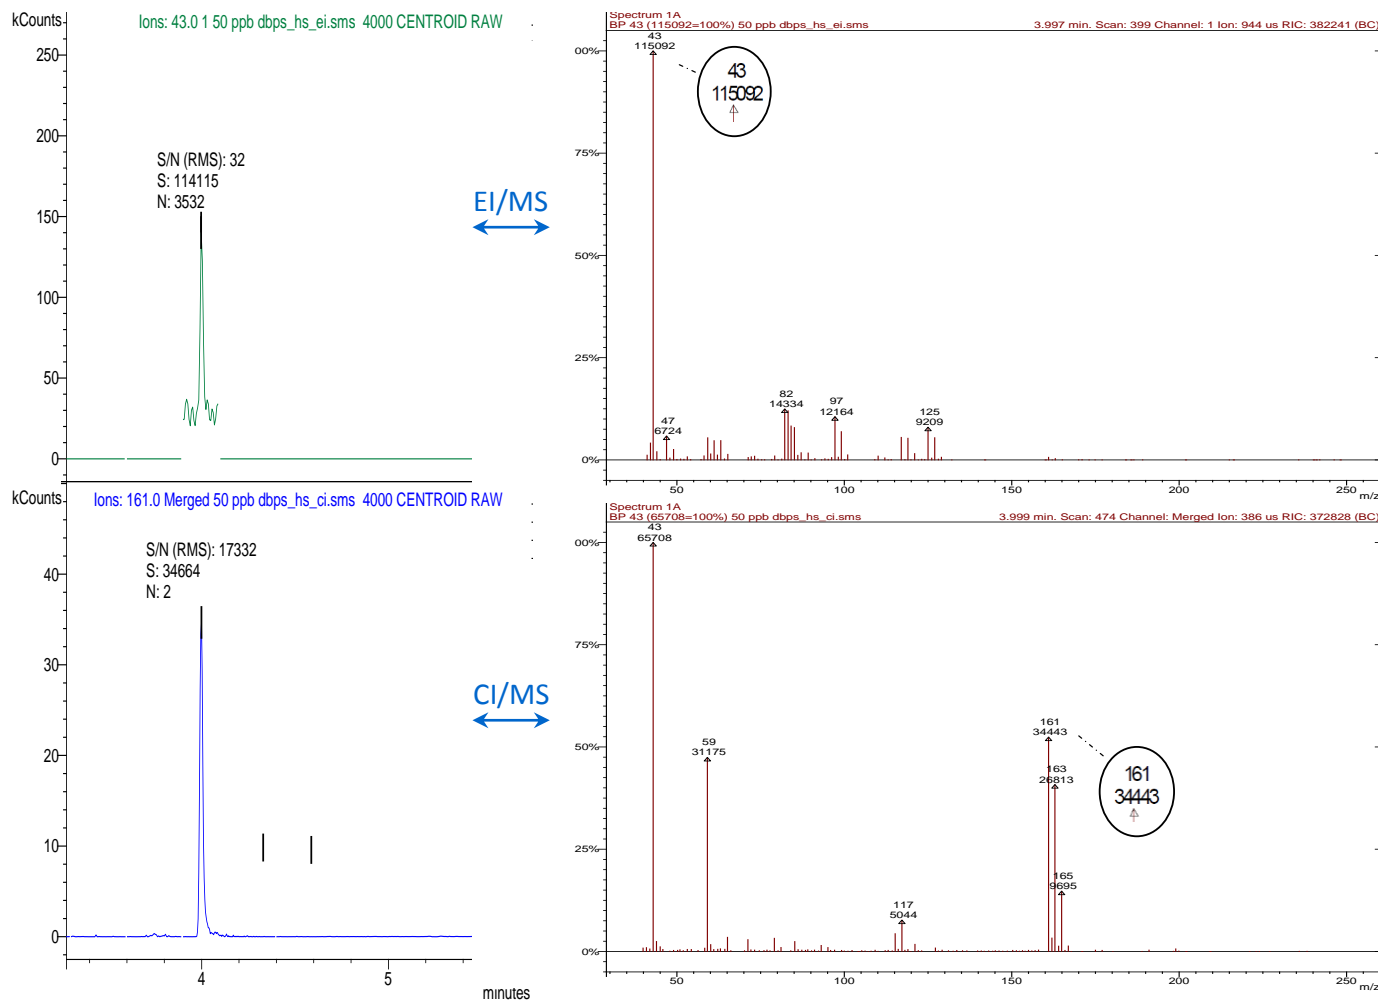 kCounts
Ions: 43.0 1 50 ppb dbps_hs_ei.sms 4000 CENTROID RAW
250
200
150
100
50
0
S/N (RMS): 32
S: 114115
N: 3532
EI/MS
Spectrum 1A
BP 43 (115092=100%) 50 ppb dbps_hs_ei.sms
3.997 min. Scan: 399 Channel: 1 Ion: 944 us RIC: 382241 (BC)
00%
75%
50%
25%
0%
43
115092
43
115092
47
6724
82
14334
97
12164
125
9209
50
100
150
200
250
m/z
kCounts
Ions: 161.0 Merged 50 ppb dbps_hs_ci.sms 4000 CENTROID RAW
40
30
20
10
0
S/N (RMS): 17332
S: 34664
N: 2
4
5
minutes
CI/MS
Spectrum 1A
BP 43 (65708=100%) 50 ppb dbps_hs_ci.sms
3.999 min. Scan: 474 Channel: Merged Ion: 386 us RIC: 372828 (BC)
00%
75%
50%
25%
0%
43
65708
59
31175
117
5044
161
34443
163
26813
165
9695
161
34443
50
100
150
200
250
m/z